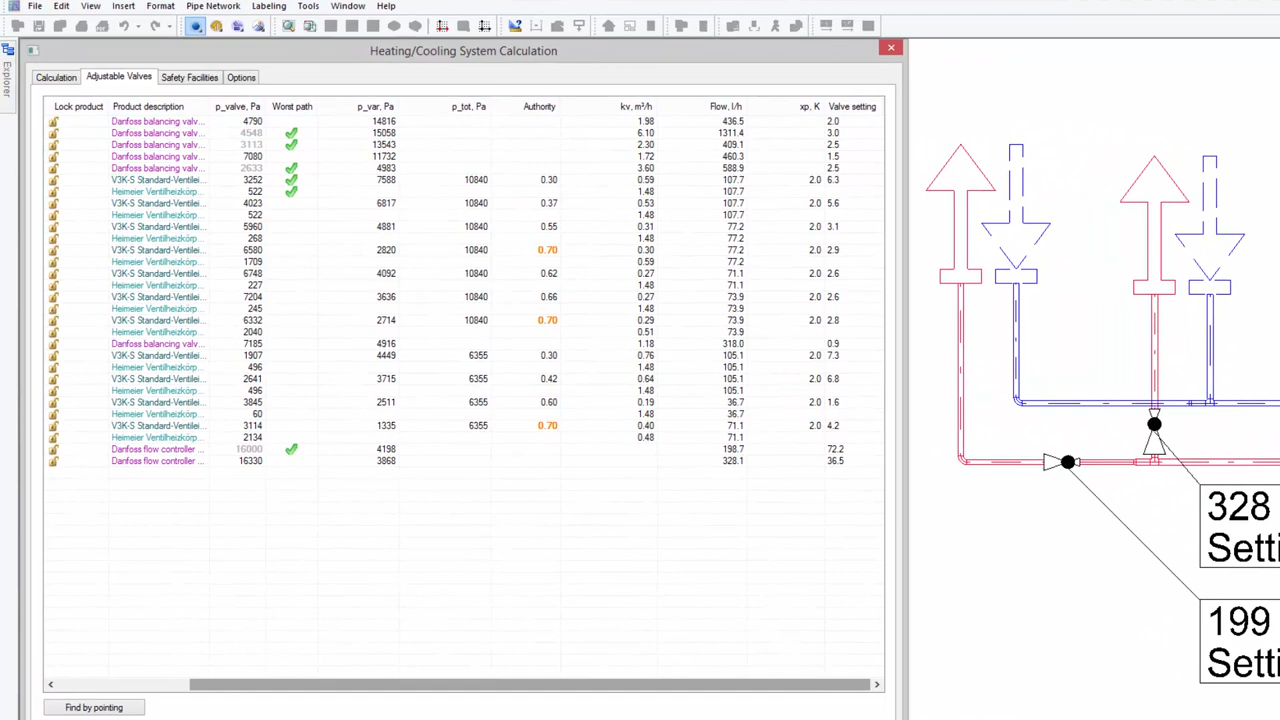 File Edit View Insert Format Pipe Network Labeling Tools Window Help
Explorer
Heating/Cooling System Calculation
Calculation Adjustable Valves Safety Facilities Options
Lock product Product description p_valve, Pa Worst path p_var, Pa p_tot, Pa Authority kv, m³/h Flow, l/h xp, K Valve setting
Danfoss balancing valv... 4790 14816 1.98 436.5 2.0
Danfoss balancing valv... 4548 15058 6.10 1311.4 3.0
Danfoss balancing valv... 3113 13543 2.30 409.1 2.5
Danfoss balancing valv... 7080 11732 1.72 460.3 1.5
Danfoss balancing valv... 2633 4983 3.60 588.9 2.5
V3K-S Standard-Ventilei... 3252 7588 10840 0.30 0.59 107.7 2.0 6.3
Heimeier Ventilheizkörp... 522 1.48 107.7
V3K-S Standard-Ventilei... 4023 6817 10840 0.37 0.53 107.7 2.0 5.6
Heimeier Ventilheizkörp... 522 1.48 107.7
V3K-S Standard-Ventilei... 5960 4881 10840 0.55 0.31 77.2 2.0 3.1
Heimeier Ventilheizkörp... 268 1.48 77.2
V3K-S Standard-Ventilei... 6580 2820 10840 0.70 0.30 77.2 2.0 2.9
Heimeier Ventilheizkörp... 1709 0.59 77.2
V3K-S Standard-Ventilei... 6748 4092 10840 0.62 0.27 71.1 2.0 2.6
Heimeier Ventilheizkörp... 227 1.48 71.1
V3K-S Standard-Ventilei... 7204 3636 10840 0.66 0.27 73.9 2.0 2.6
Heimeier Ventilheizkörp... 245 1.48 73.9
V3K-S Standard-Ventilei... 6332 2714 10840 0.70 0.29 73.9 2.0 2.8
Heimeier Ventilheizkörp... 2040 0.51 73.9
Danfoss balancing valv... 7185 4916 1.18 318.0 0.9
V3K-S Standard-Ventilei... 1907 4449 6355 0.30 0.76 105.1 2.0 7.3
Heimeier Ventilheizkörp... 496 1.48 105.1
V3K-S Standard-Ventilei... 2641 3715 6355 0.42 0.64 105.1 2.0 6.8
Heimeier Ventilheizkörp... 496 1.48 105.1
V3K-S Standard-Ventilei... 3845 2511 6355 0.60 0.19 36.7 2.0 1.6
Heimeier Ventilheizkörp... 60 1.48 36.7
V3K-S Standard-Ventilei... 3114 1335 6355 0.70 0.40 71.1 2.0 4.2
Heimeier Ventilheizkörp... 2134 0.48 71.1
Danfoss flow controller ... 16000 4198 198.7 72.2
Danfoss flow controller ... 16330 3868 328.1 36.5
Find by pointing
328
Setti
199
Setti